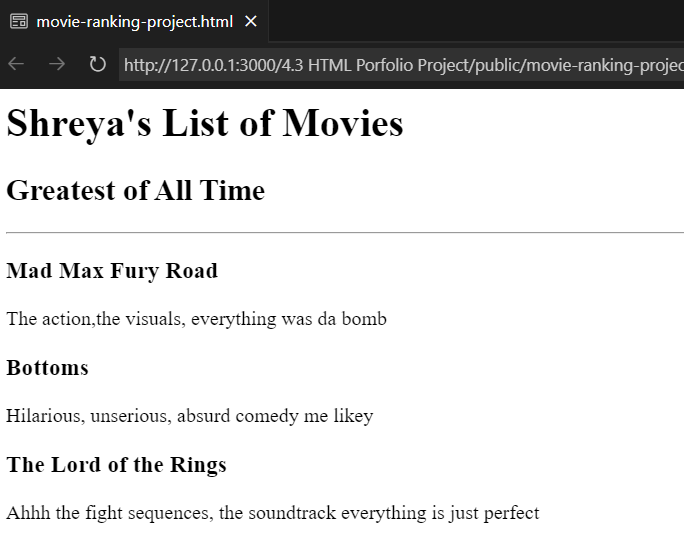 movie-ranking-project.html
http://127.0.0.1:3000/4.3 HTML Porfolio Project/public/movie-ranking-projec
Shreya's List of Movies
Greatest of All Time
Mad Max Fury Road
The action,the visuals, everything was da bomb
Bottoms
Hilarious, unserious, absurd comedy me likey
The Lord of the Rings
Ahhh the fight sequences, the soundtrack everything is just perfect